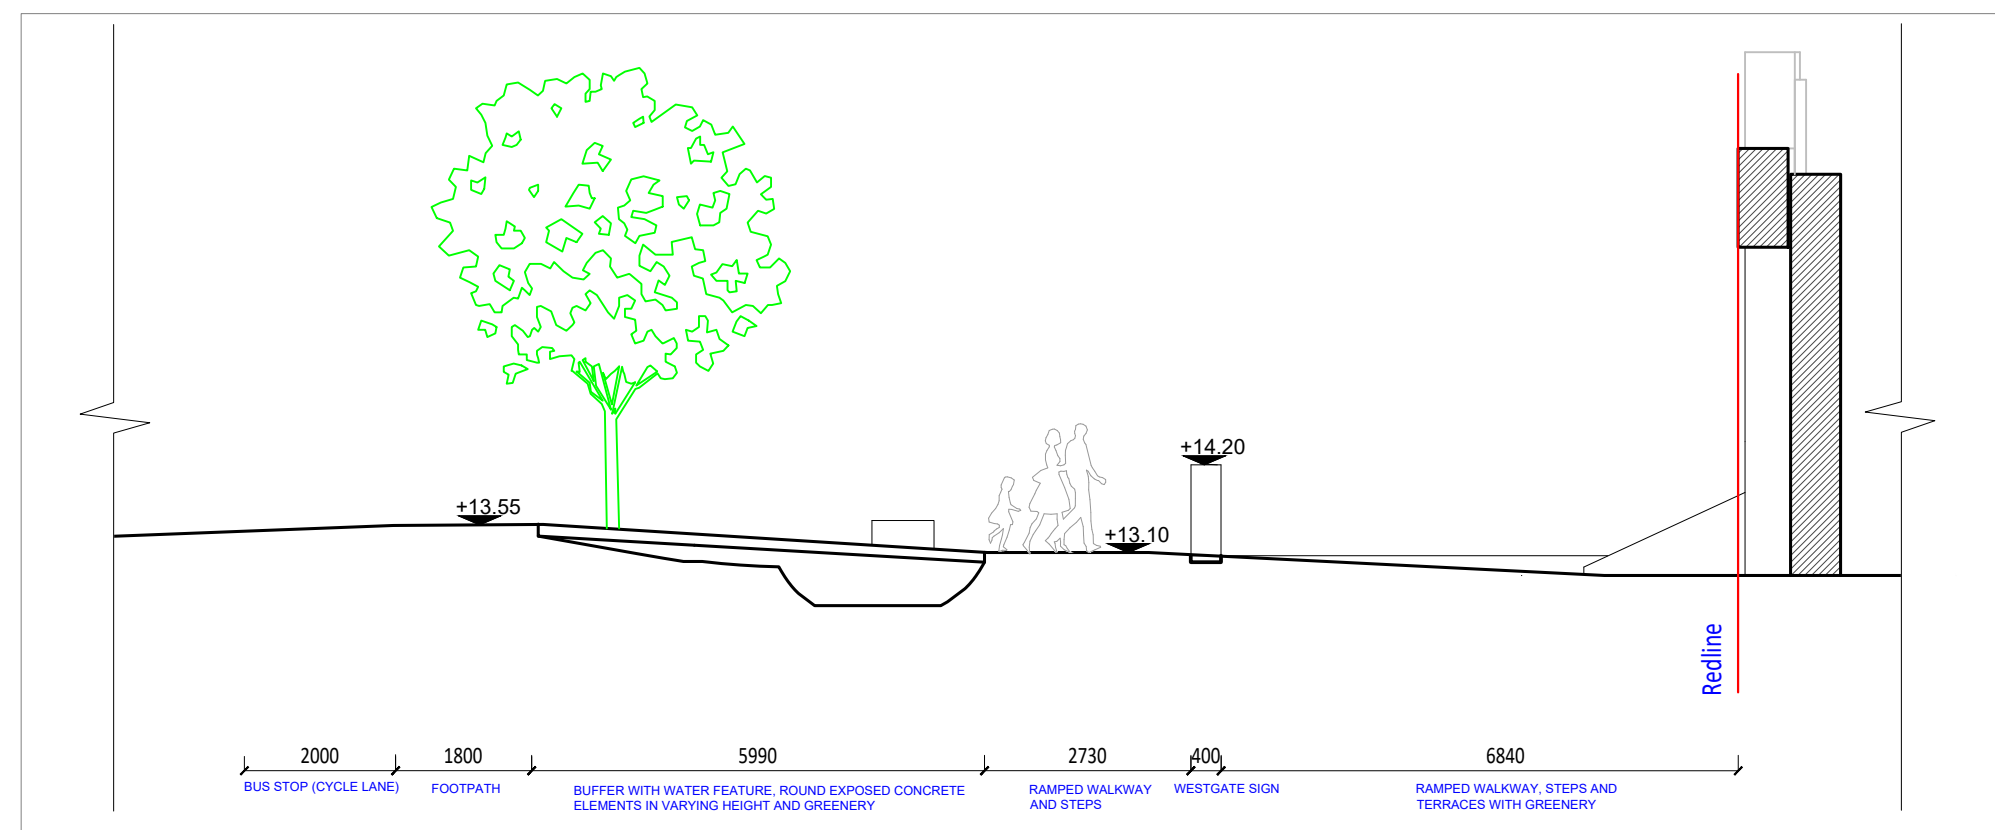 +14.20
+13.55
+13.10
Redline
2000 1800 5990 2730 400 6840
BUS STOP (CYCLE LANE)
FOOTPATH
BUFFER WITH WATER FEATURE, ROUND EXPOSED CONCRETE
ELEMENTS IN VARYING HEIGHT AND GREENERY
RAMPED WALKWAY
AND STEPS
WESTGATE SIGN
RAMPED WALKWAY, STEPS AND
TERRACES WITH GREENERY